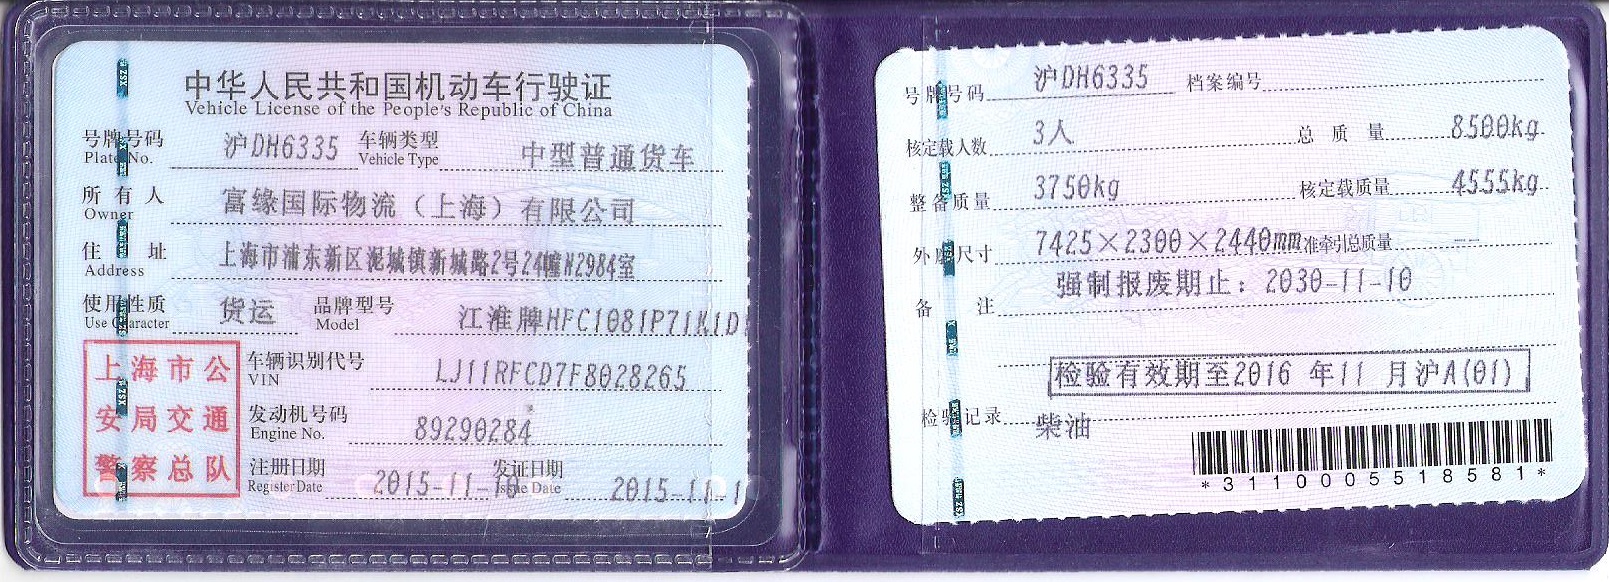 中华人民共和国机动车行驶证
Vehicle License of the People's Republic of China
号牌号码 沪DH6335 车辆类型 中型普通货车
Plate No. Vehicle Type
所有人 富缘国际物流（上海）有限公司
Owner
住址 上海市浦东新区泥城镇新城路2号24幢N2984室
Address
使用性质 货运 品牌型号 江淮牌HFC1081P71K1D1
Use Character Model
上海市公安局交通警察总队
车辆识别代号 LJ11RFCD7F8028265
VIN
发动机号码 89290284
Engine No.
注册日期 2015-11-10 发证日期 2015-11-1
Register Date Issue Date
号牌号码 沪DH6335 档案编号
核定载人数 3人 总质量 8500kg
整备质量 3750kg 核定载质量 4555kg
外廓尺寸 7425×2300×2440mm 准牵引总质量 --
备注 强制报废期止：2030-11-10
检验有效期至2016 年11 月沪A(01)
检验记录 柴油
*3110005518581*